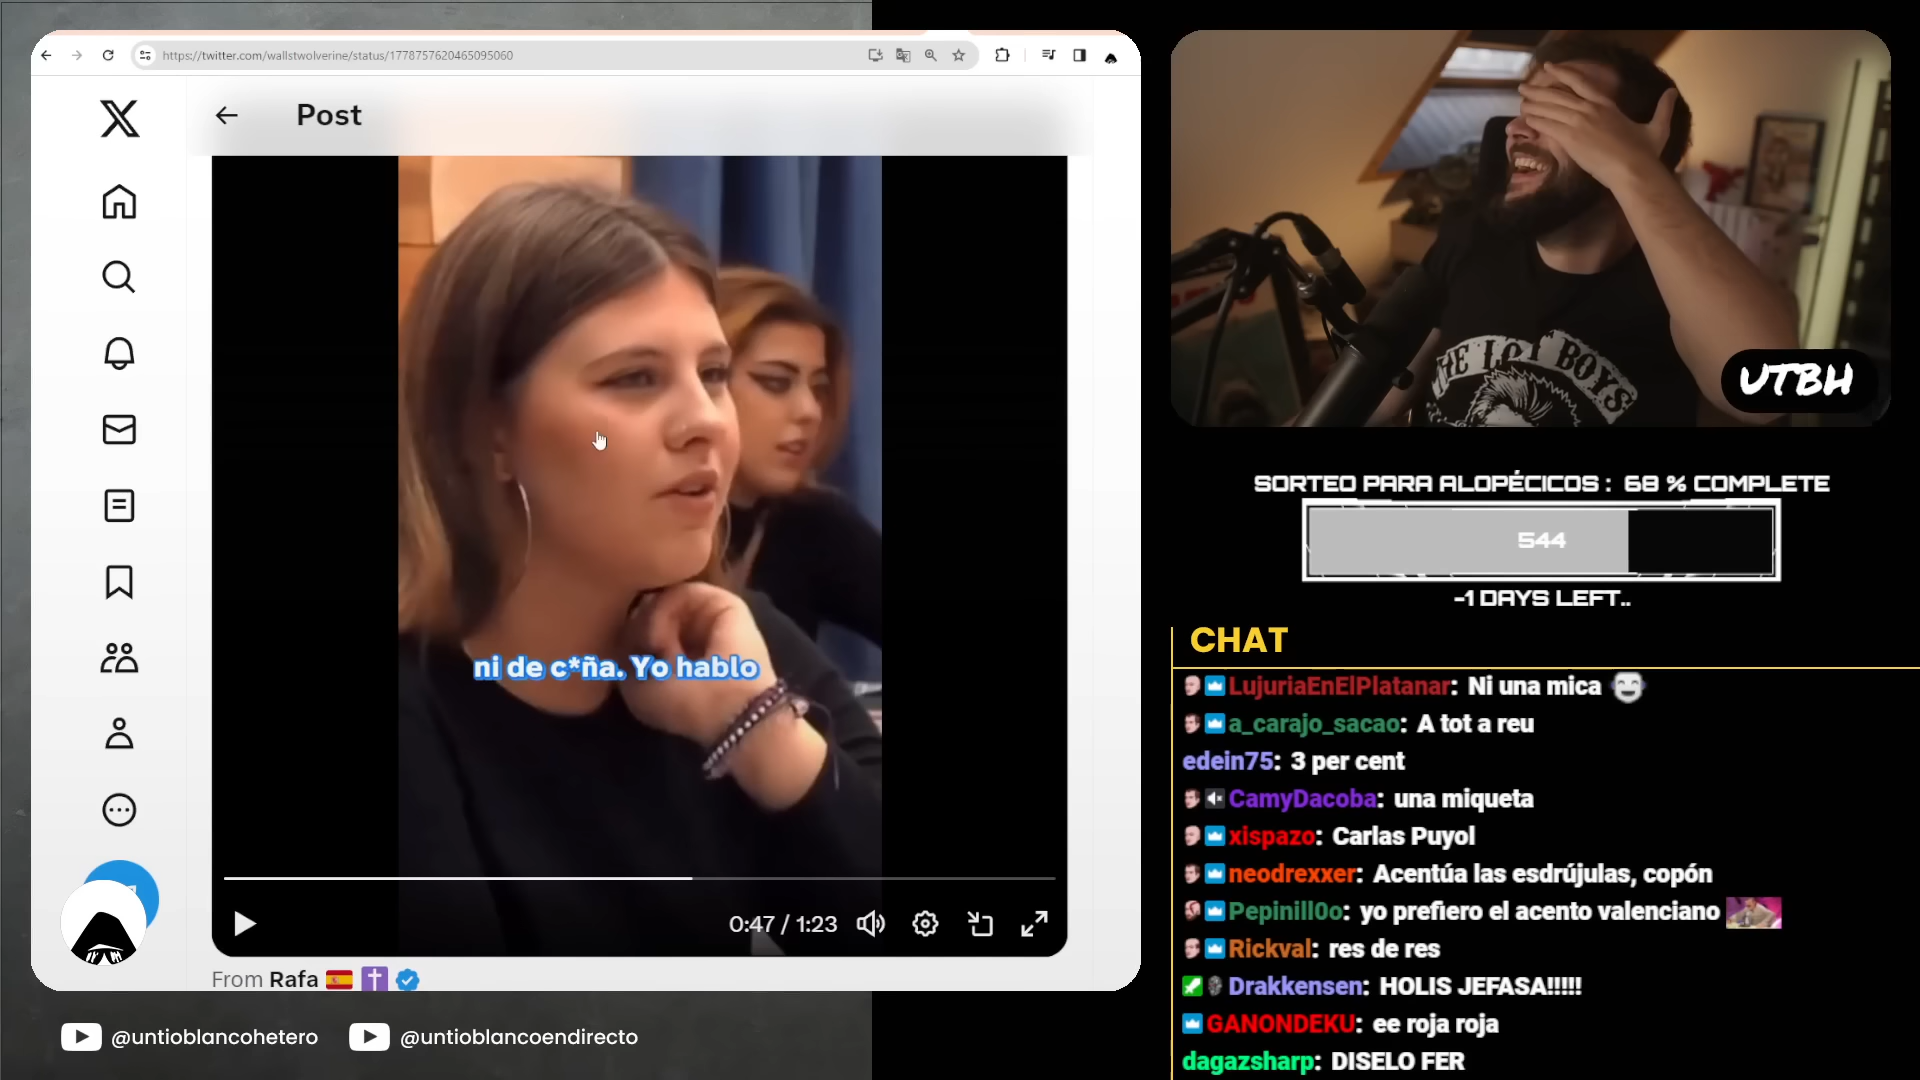 https://twitter.com/wallstwolverine/status/1778757620465095060
Post
ni de c*ña. Yo hablo
0:47 / 1:23
From Rafa
@untioblancohetero
@untioblancoendirecto
UTBH
SORTEO PARA ALOPÉCICOS : 68 % COMPLETE
544
-1 DAYS LEFT..
CHAT
LujuriaEnElPlatanar: Ni una mica
a_carajo_sacao: A tot a reu
edein75: 3 per cent
CamyDacoba: una miqueta
xispazo: Carlas Puyol
neodrexxer: Acentúa las esdrújulas, copón
Pepinill0o: yo prefiero el acento valenciano
Rickval: res de res
Drakkensen: HOLIS JEFASA!!!!!
GANONDEKU: ee roja roja
dagazsharp: DISELO FER